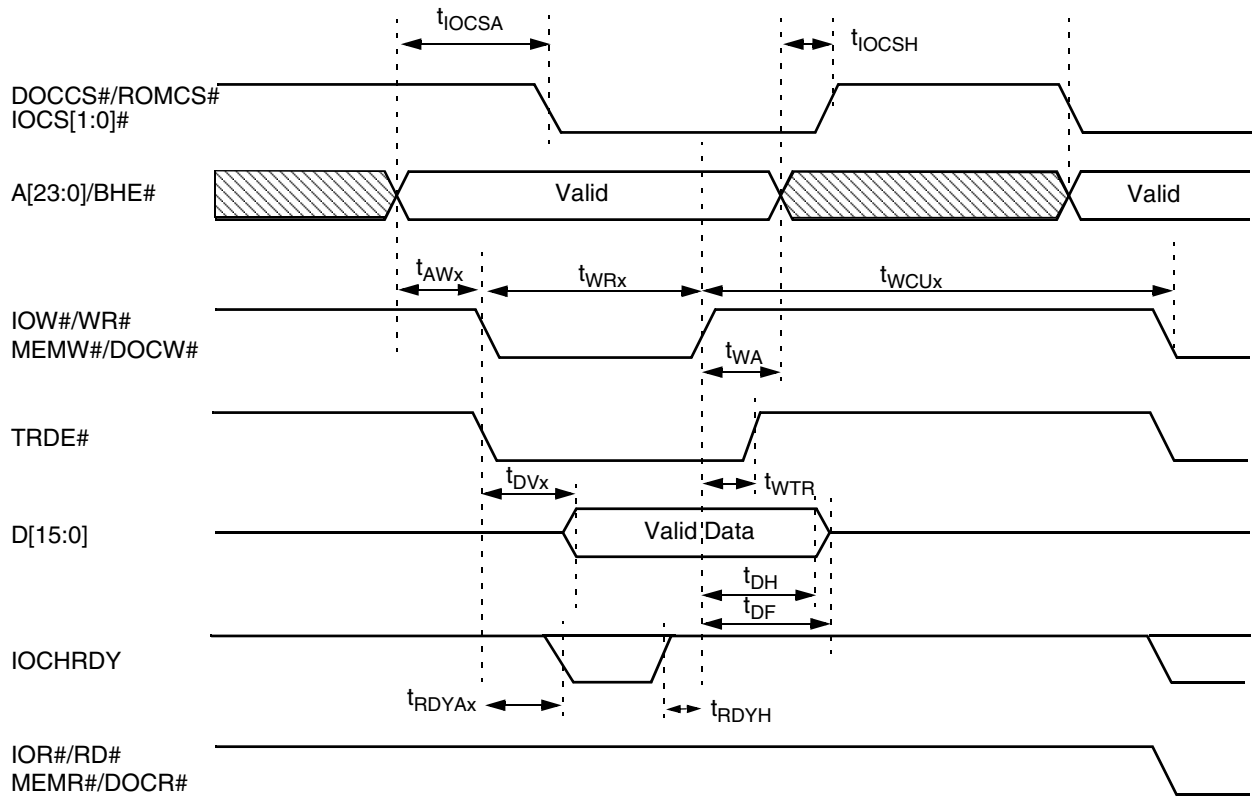 tIOCSA
tIOCSH
DOCCS#/ROMCS#
IOCS[1:0]#
A[23:0]/BHE#
Valid
Valid
tAWx
tWRx
tWCUx
IOW#/WR#
MEMW#/DOCW#
tWA
TRDE#
tDVx
tWTR
D[15:0]
Valid Data
tDH
tDF
IOCHRDY
tRDYAx
tRDYH
IOR#/RD#
MEMR#/DOCR#